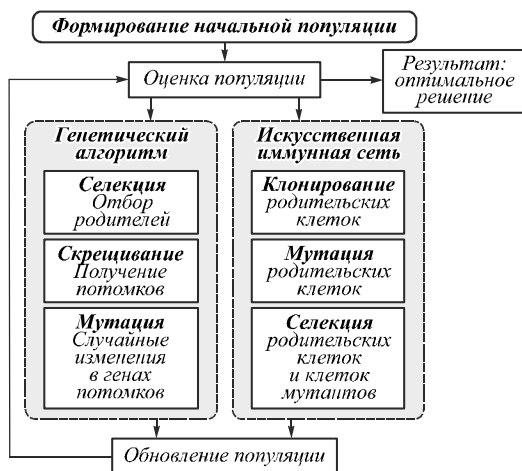 Формирование начальной популяции
Оценка популяции
Результат:
оптимальное
решение
Генетический
алгоритм
Селекция
Отбор
родителей
Скрещивание
Получение
потомков
Мутация
Случайные
изменения
в генах
потомков
Искусственная
иммунная сеть
Клонирование
родительских
клеток
Мутация
родительских
клеток
Селекция
родительских
клеток
и клеток
мутантов
Обновление популяции